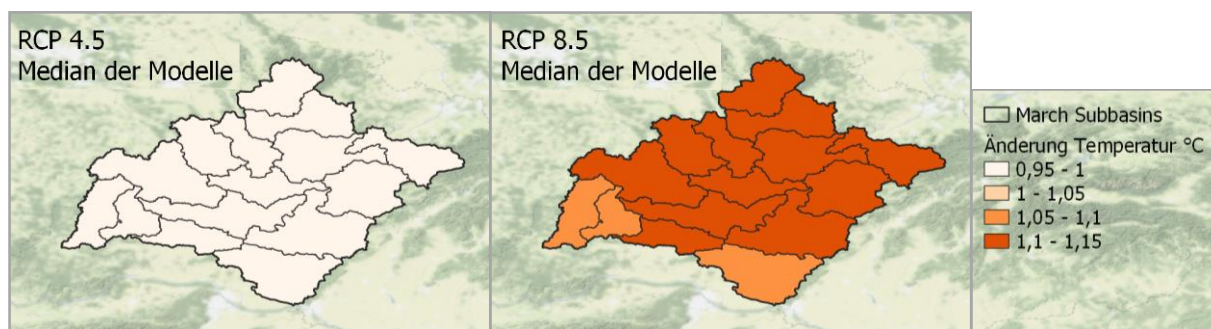 RCP 4.5
Median der Modelle
RCP 8.5
Median der Modelle
March Subbasins
Änderung Temperatur °C
0,95 - 1
1 - 1,05
1,05 - 1,1
1,1 - 1,15